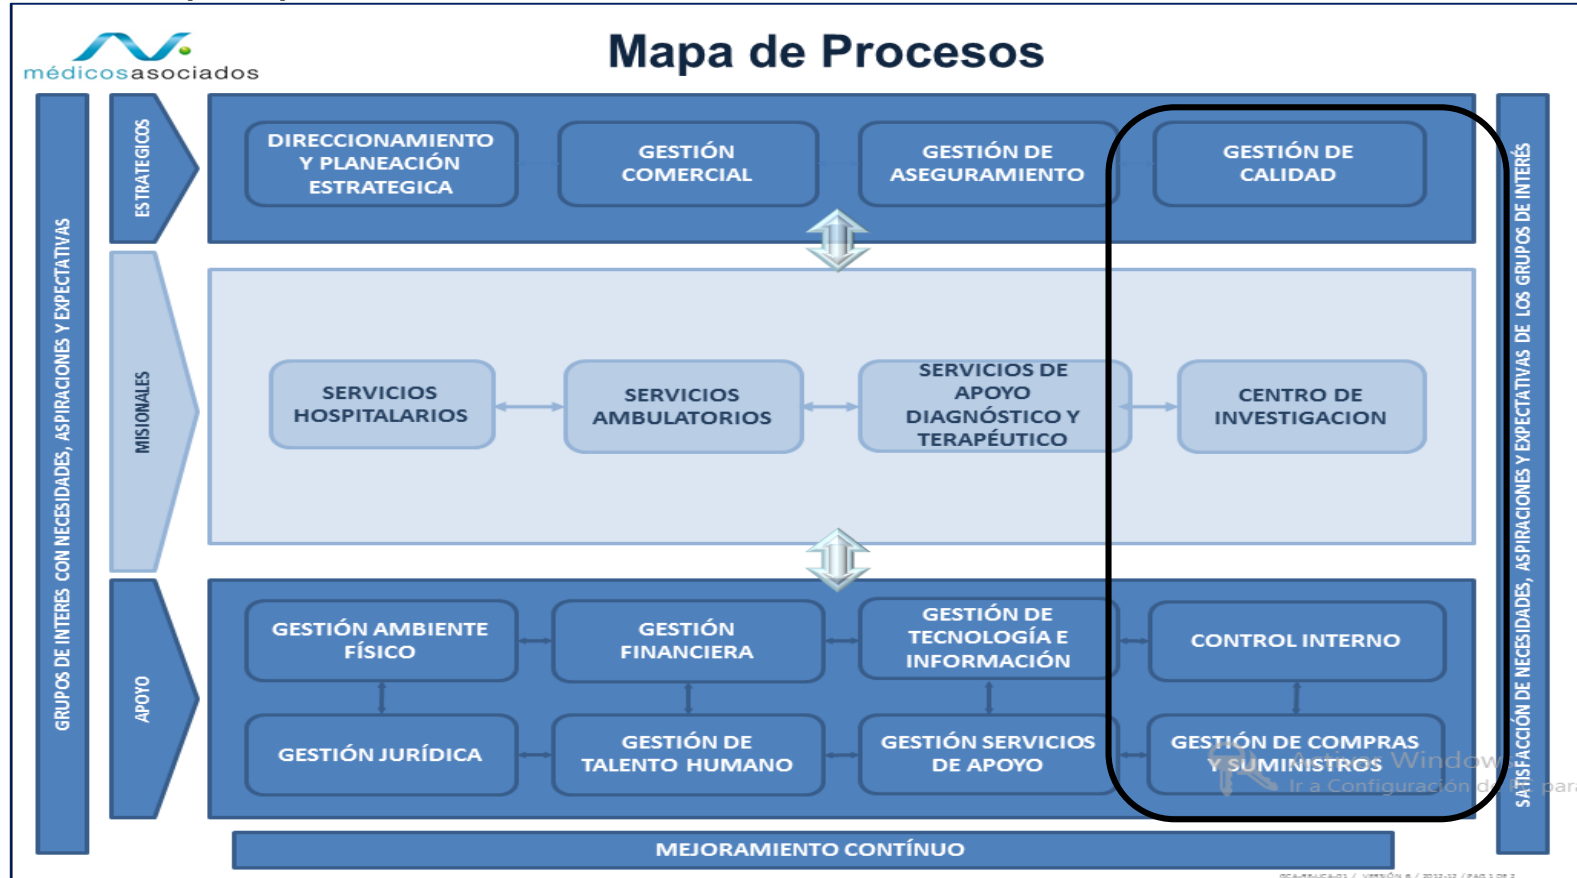 Mapa de Procesos
médicosasociados
GRUPOS DE INTERES CON NECESIDADES, ASPIRACIONES Y EXPECTATIVAS
ESTRATEGICOS
DIRECCIONAMIENTO
Y PLANEACIÓN
ESTRATEGICA
GESTIÓN
COMERCIAL
GESTIÓN DE
ASEGURAMIENTO
GESTIÓN DE
CALIDAD
MISIONALES
SERVICIOS
HOSPITALARIOS
SERVICIOS
AMBULATORIOS
SERVICIOS DE
APOYO
DIAGNÓSTICO Y
TERAPÉUTICO
CENTRO DE
INVESTIGACION
APOYO
GESTIÓN AMBIENTE
FÍSICO
GESTIÓN
FINANCIERA
GESTIÓN DE
TECNOLOGÍA E
INFORMACIÓN
CONTROL INTERNO
GESTIÓN JURÍDICA
GESTIÓN DE
TALENTO HUMANO
GESTIÓN SERVICIOS
DE APOYO
GESTIÓN DE COMPRAS
Y SUMINISTROS
Windows
Ir a Configuración de PC para
SATISFACCIÓN DE NECESIDADES, ASPIRACIONES Y EXPECTATIVAS DE LOS GRUPOS DE INTERÉS
MEJORAMIENTO CONTÍNUO